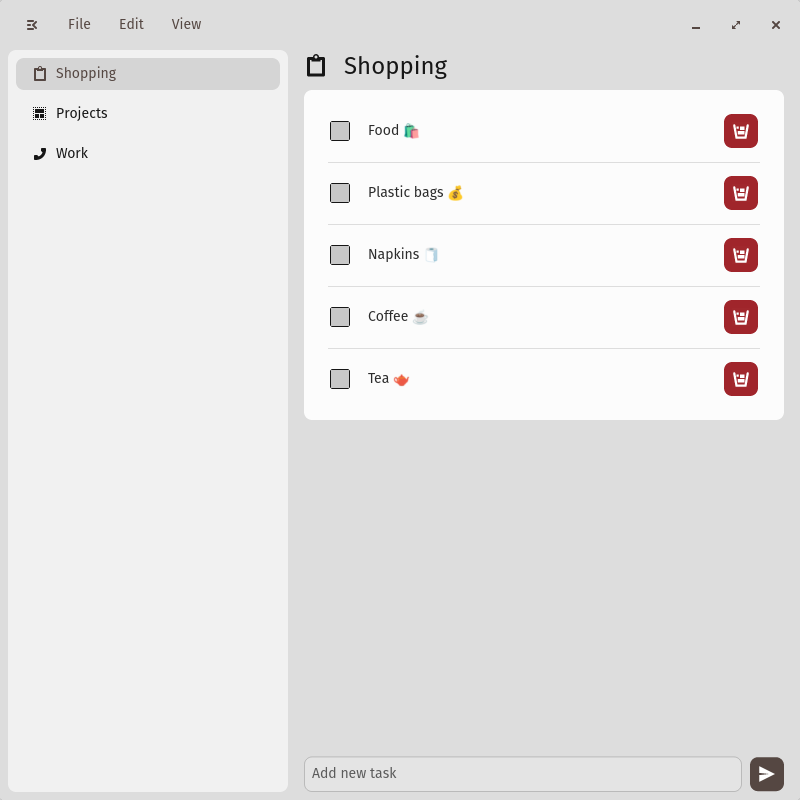 File Edit View
Shopping
Projects
Work
Shopping
Food 🛍️
Plastic bags 💰
Napkins 🧻
Coffee ☕
Tea 🫖
Add new task